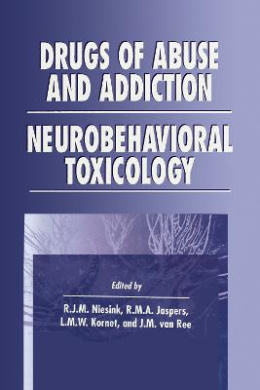 DRUGS OF ABUSE
AND ADDICTION
NEUROBEHAVIORAL
TOXICOLOGY
Edited by
R.J.M. Niesink, R.M.A. Jaspers,
L.M.W. Kornet, and J.M. van Ree